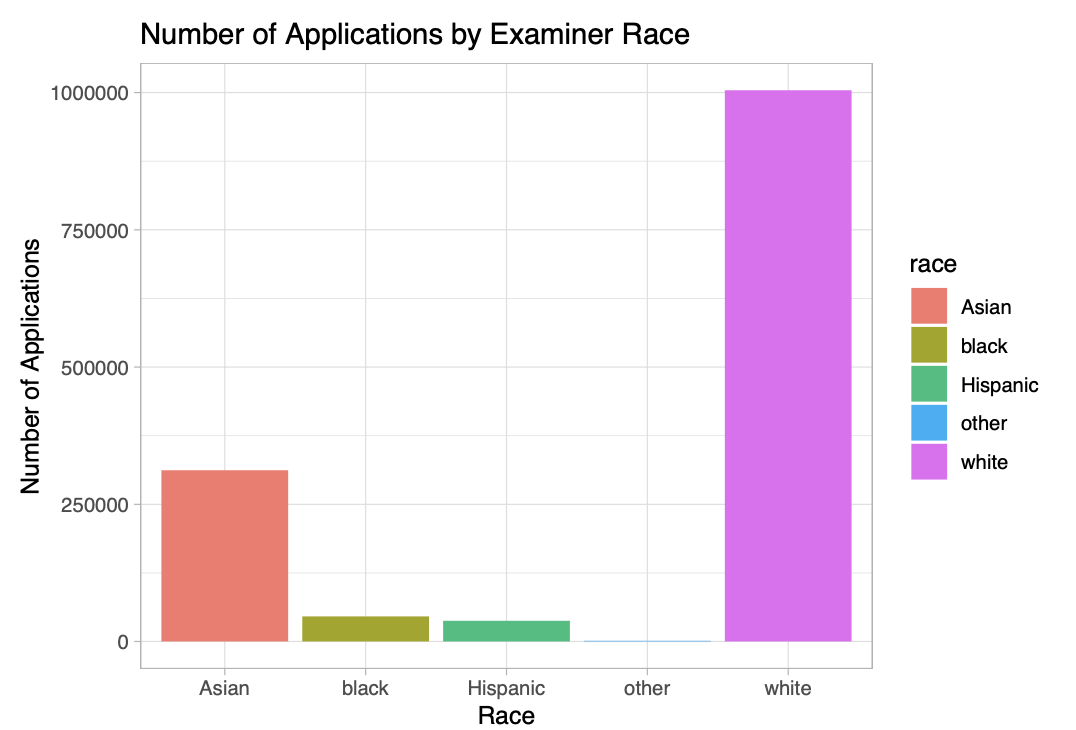 Number of Applications by Examiner Race
Number of Applications
1000000
750000
500000
250000
0
Asian
black
Hispanic
other
white
Race
race
Asian
black
Hispanic
other
white